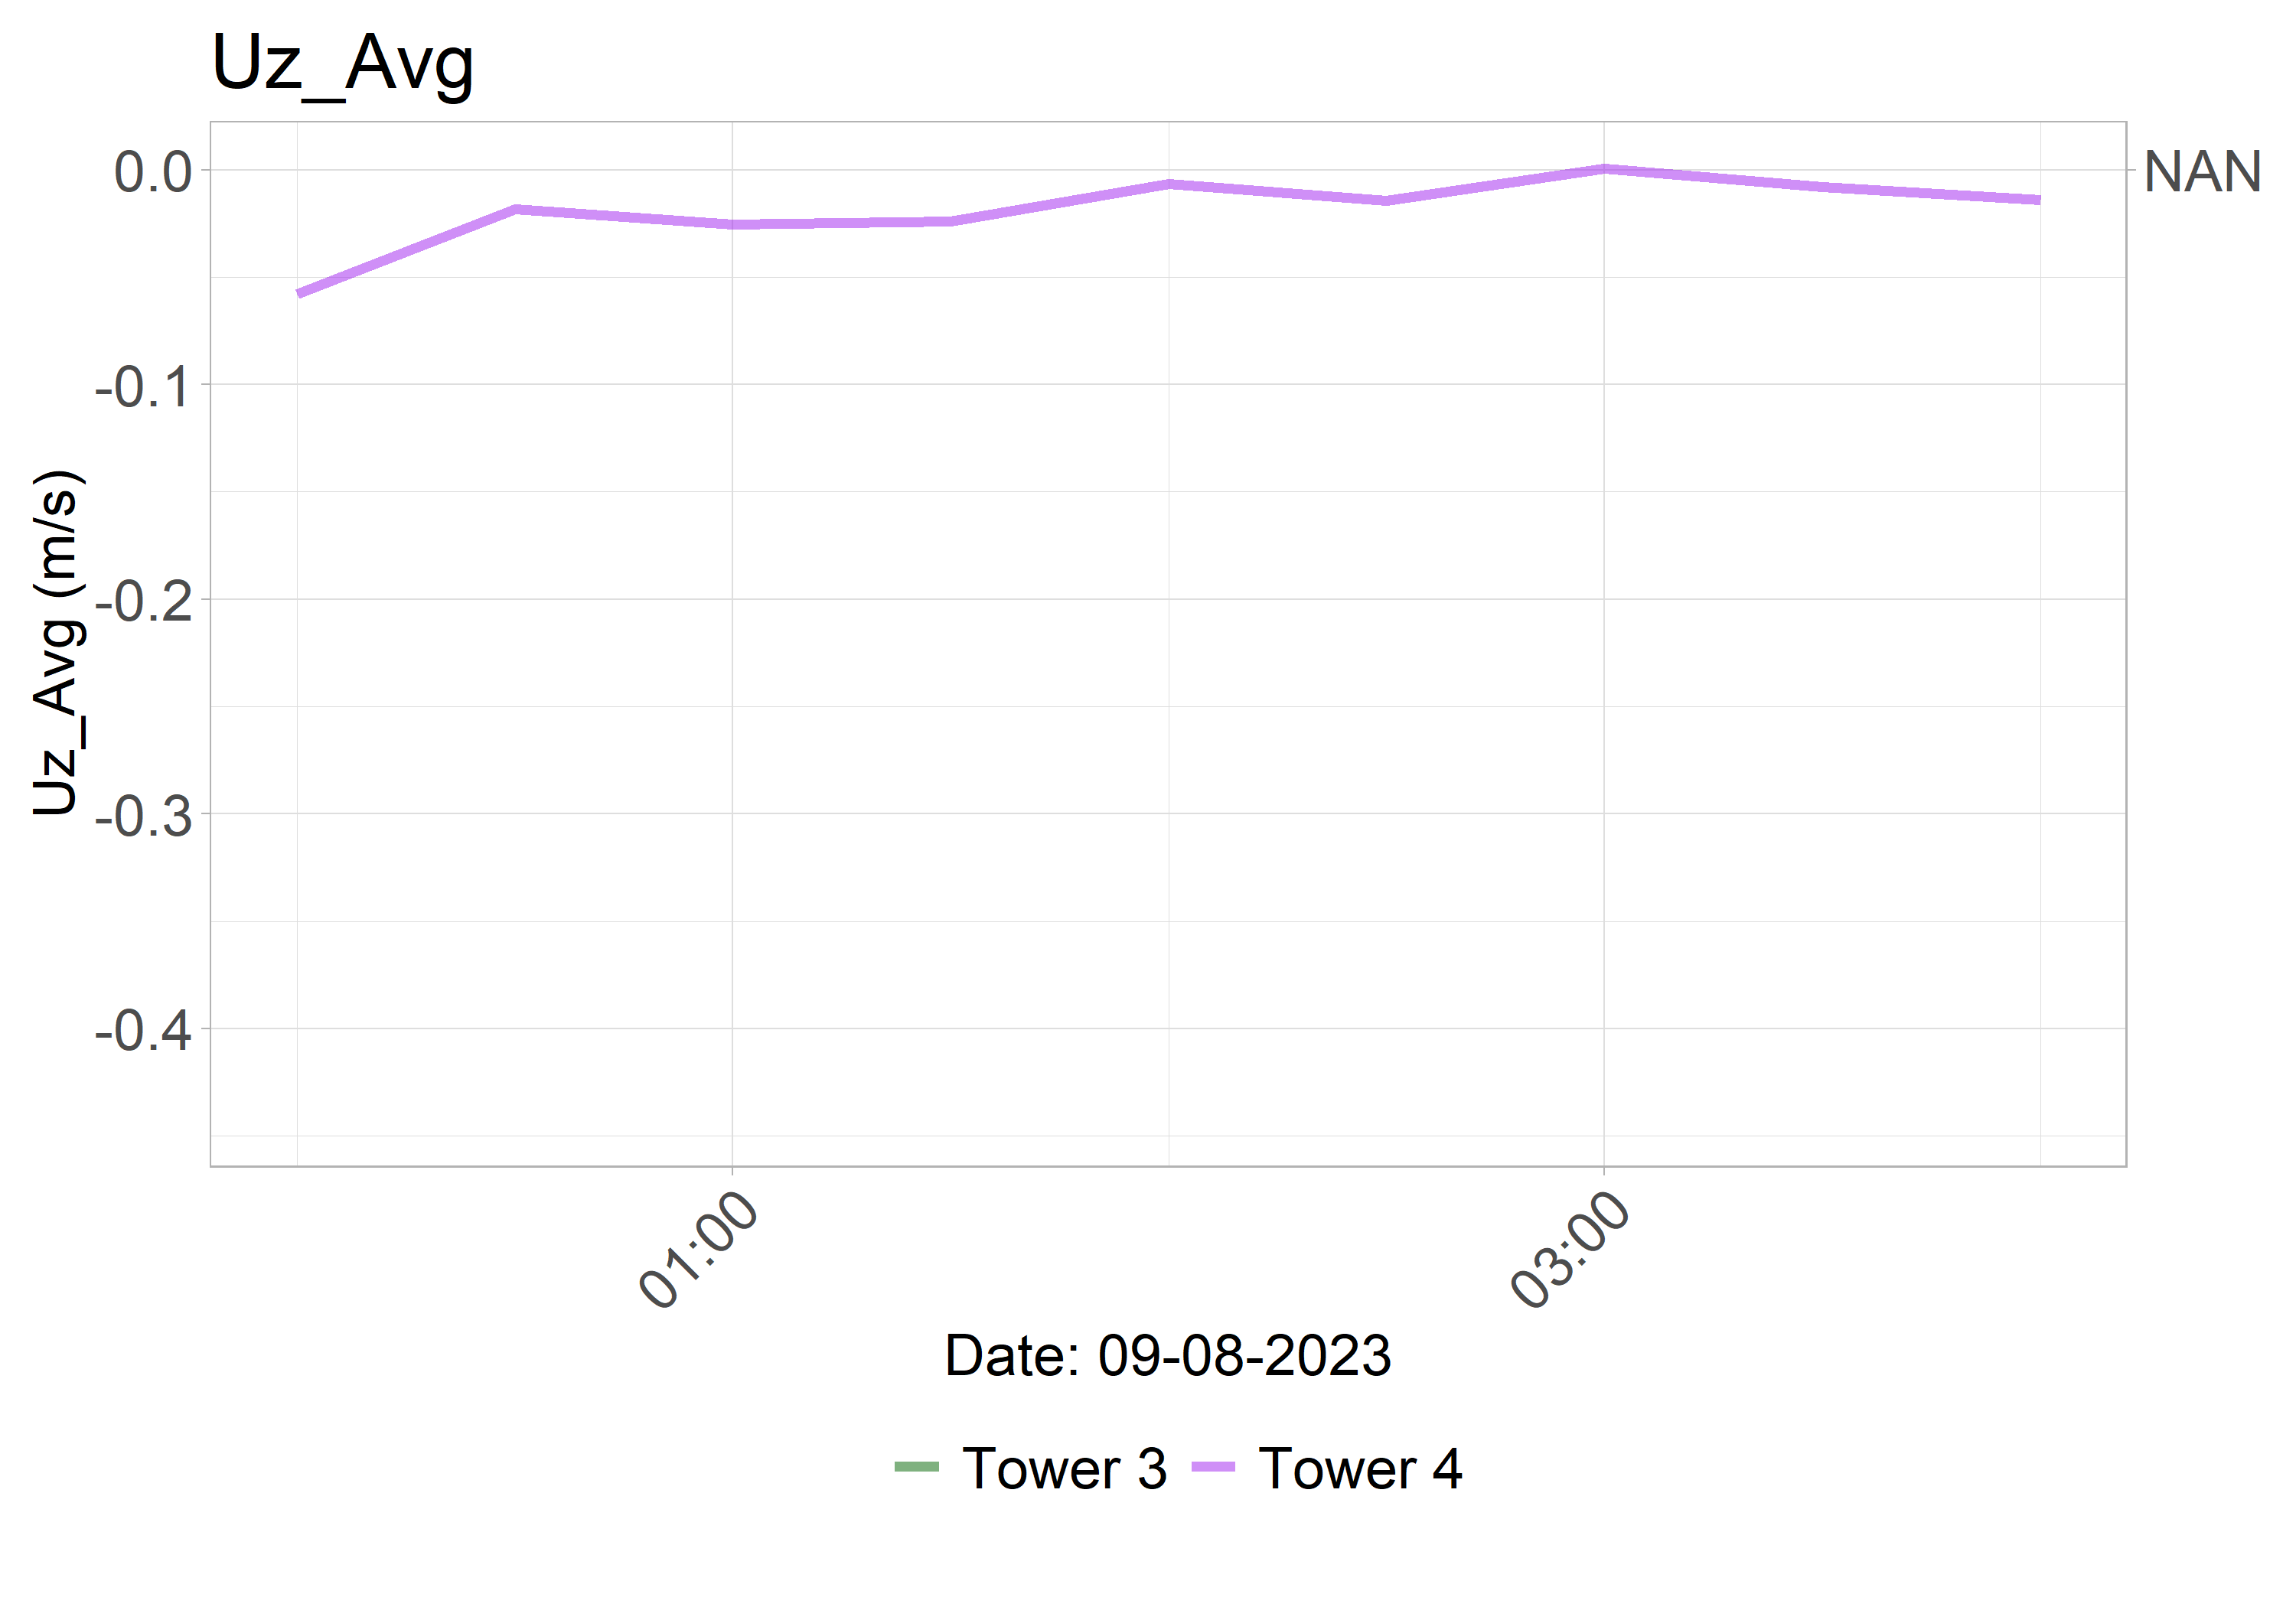 Uz_Avg
Uz_Avg (m/s)
0.0
-0.1
-0.2
-0.3
-0.4
NAN
01:00
03:00
Date: 09-08-2023
Tower 3
Tower 4